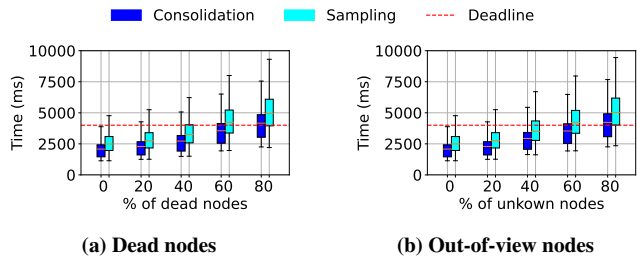 Consolidation Sampling Deadline
10000
7500
5000
2500
0
Time (ms)
0 20 40 60 80
% of dead nodes
(a) Dead nodes
10000
7500
5000
2500
0
Time (ms)
0 20 40 60 80
% of unkown nodes
(b) Out-of-view nodes